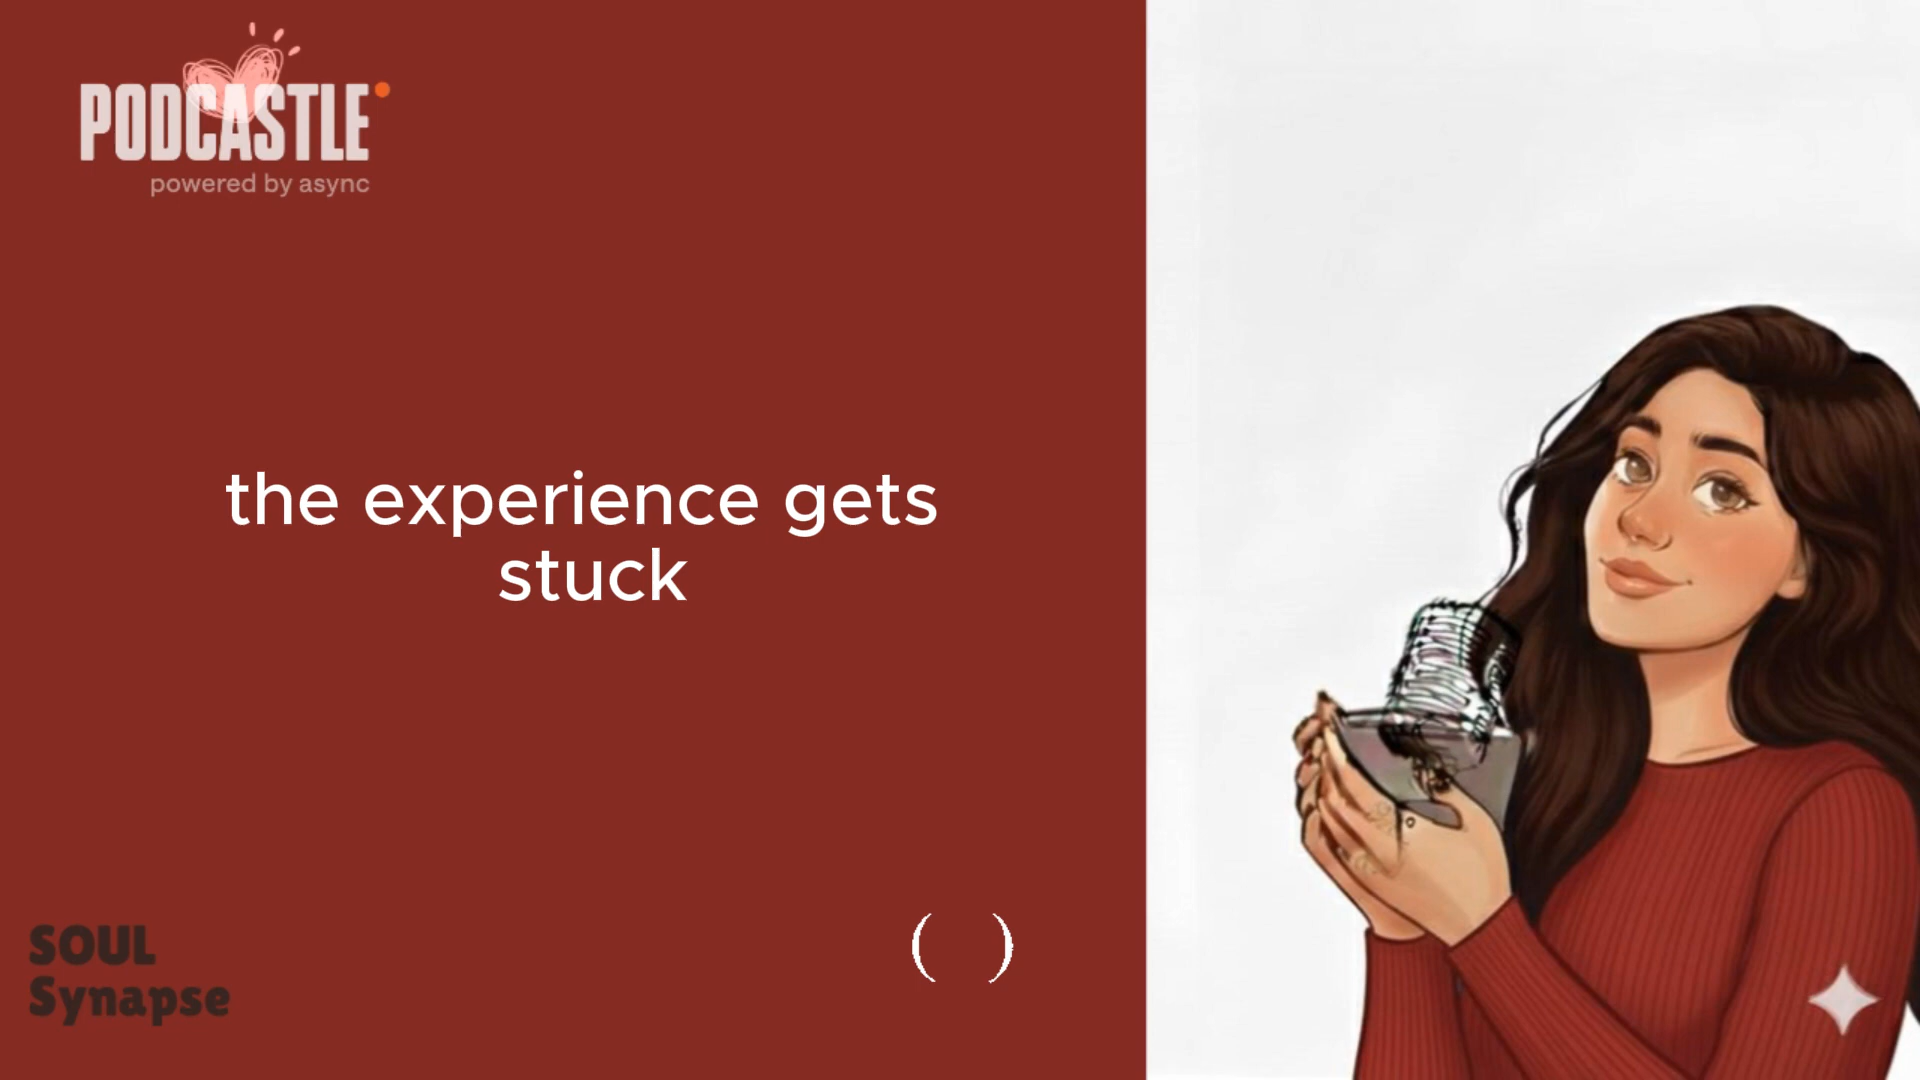 PODCASTLE
powered by async
the experience gets
stuck
( )
SOUL
Synapse